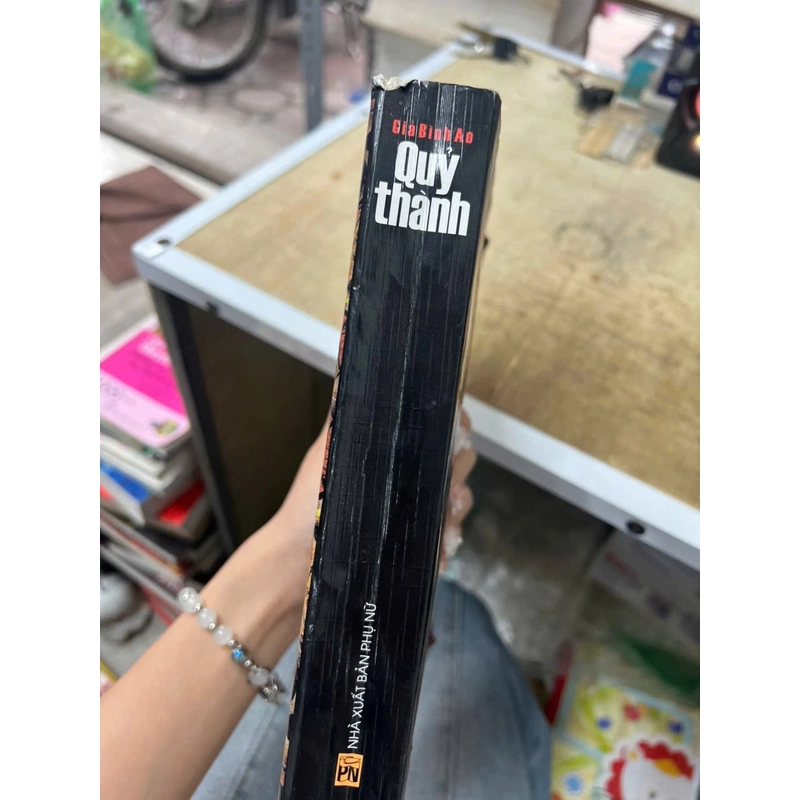 Gia Bình Ao
Quỷ
thành
NHÀ XUẤT BẢN PHỤ NỮ
PN